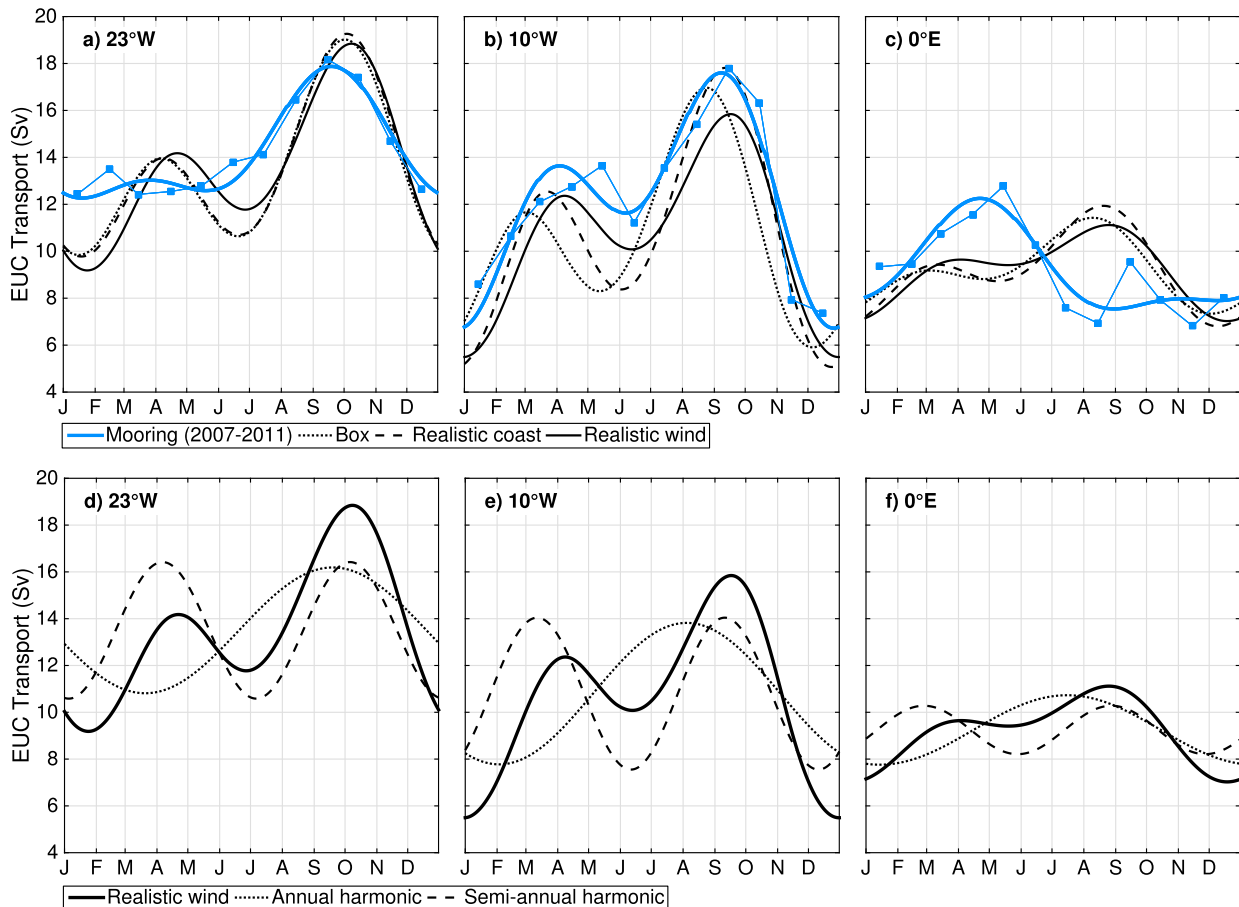 a) 23°W
b) 10°W
c) 0°E
EUC Transport (Sv)
20
18
16
14
12
10
8
6
4
J F M A M J J A S O N D
J F M A M J J A S O N D
J F M A M J J A S O N D
Mooring (2007-2011) Box Realistic coast Realistic wind
d) 23°W
e) 10°W
f) 0°E
EUC Transport (Sv)
20
18
16
14
12
10
8
6
4
J F M A M J J A S O N D
J F M A M J J A S O N D
J F M A M J J A S O N D
Realistic wind Annual harmonic Semi-annual harmonic